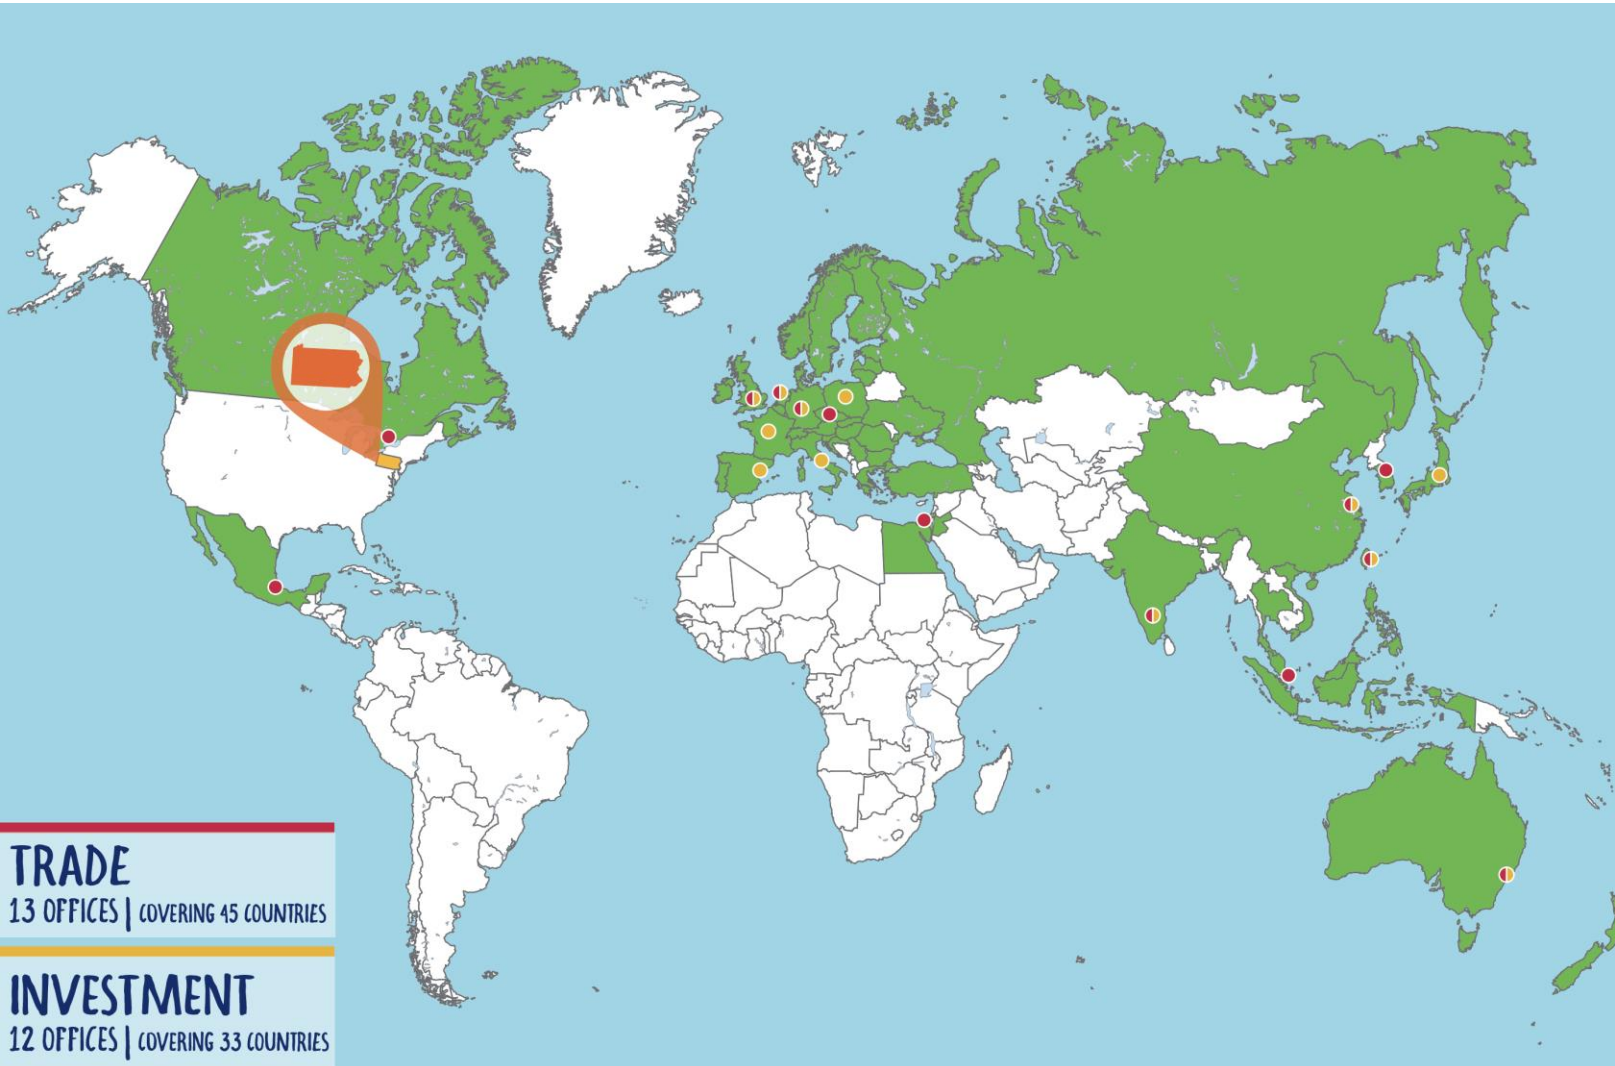 TRADE
13 OFFICES | COVERING 45 COUNTRIES
INVESTMENT
12 OFFICES | COVERING 33 COUNTRIES